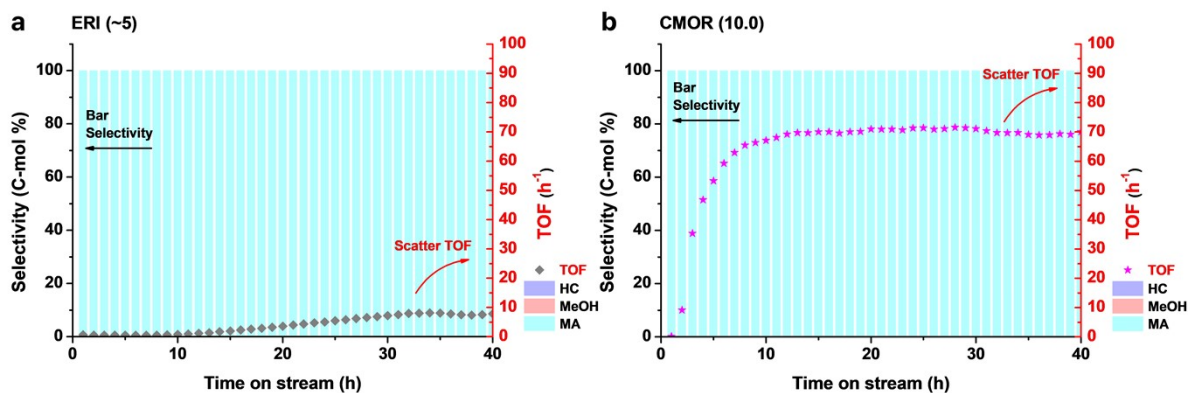 a ERI (~5)
100
80
60
40
20
0
Selectivity (C-mol %)
Bar
Selectivity
Scatter TOF
100
90
80
70
60
50
40
30
20
10
0
TOF (h⁻¹)
TOF
HC
MeOH
MA
0 10 20 30 40
Time on stream (h)
b CMOR (10.0)
100
80
60
40
20
0
Selectivity (C-mol %)
Bar
Selectivity
Scatter TOF
100
90
80
70
60
50
40
30
20
10
0
TOF (h⁻¹)
TOF
HC
MeOH
MA
0 10 20 30 40
Time on stream (h)